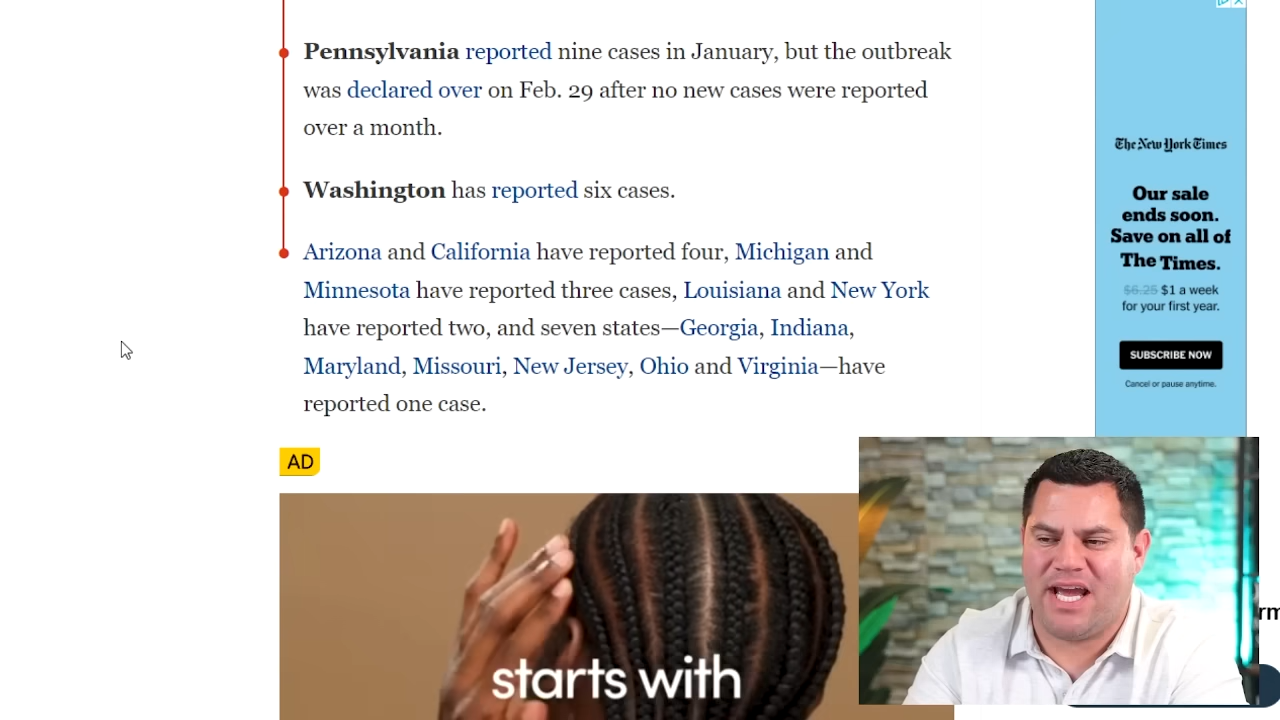 Pennsylvania reported nine cases in January, but the outbreak
was declared over on Feb. 29 after no new cases were reported
over a month.
Washington has reported six cases.
Arizona and California have reported four, Michigan and
Minnesota have reported three cases, Louisiana and New York
have reported two, and seven states—Georgia, Indiana,
Maryland, Missouri, New Jersey, Ohio and Virginia—have
reported one case.
AD
starts with
The New York Times
Our sale
ends soon.
Save on all of
The Times.
$6.25 $1 a week
for your first year.
SUBSCRIBE NOW
Cancel or pause anytime.